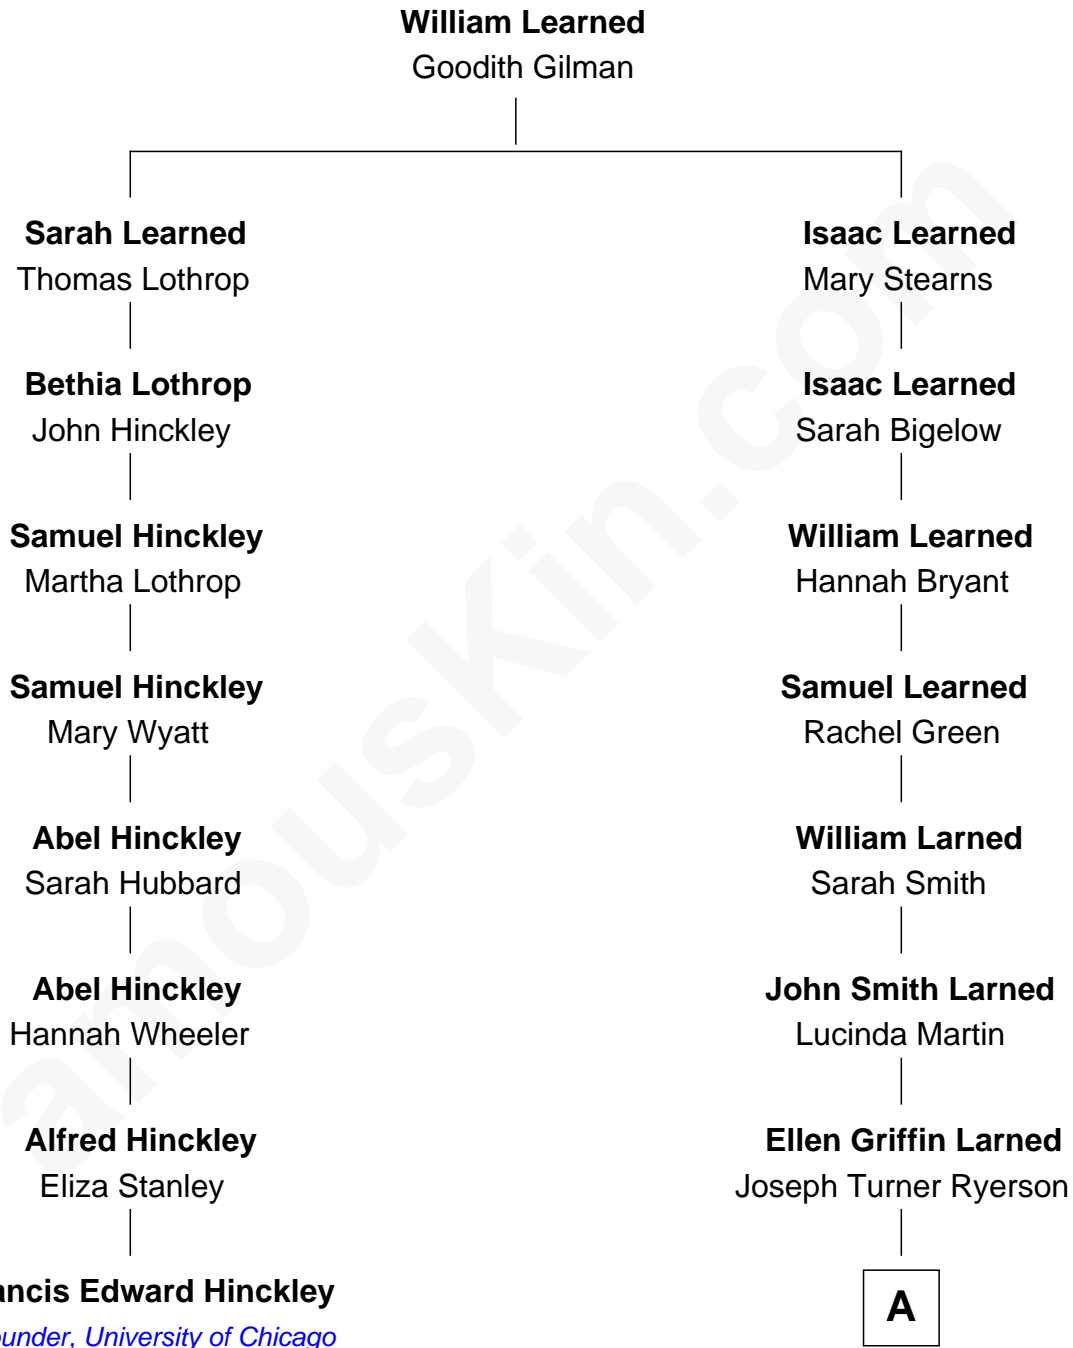 William Learned
Goodith Gilman
Sarah Learned
Thomas Lothrop
Isaac Learned
Mary Stearns
Bethia Lothrop
John Hinckley
Isaac Learned
Sarah Bigelow
Samuel Hinckley
Martha Lothrop
William Learned
Hannah Bryant
Samuel Hinckley
Mary Wyatt
Samuel Learned
Rachel Green
Abel Hinckley
Sarah Hubbard
William Larned
Sarah Smith
Abel Hinckley
Hannah Wheeler
John Smith Larned
Lucinda Martin
Alfred Hinckley
Eliza Stanley
Ellen Griffin Larned
Joseph Turner Ryerson
ancis Edward Hinckley
ounder, University of Chicago
A
amouskin.com